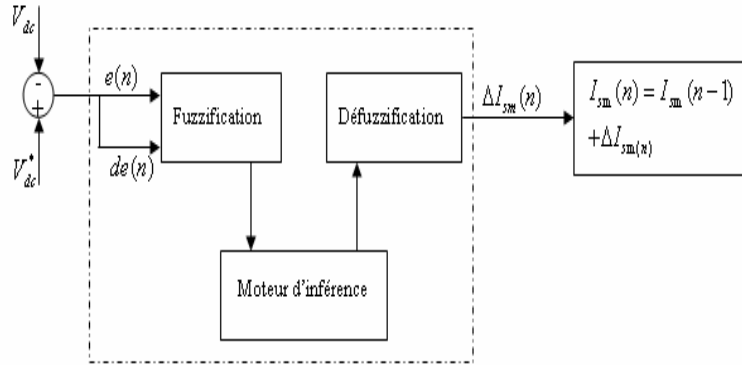 V_dc
-
+
V*_dc
e(n)
de(n)
Fuzzification
Défuzzification
Moteur d'inférence
ΔI_sm(n)
I_sm(n) = I_sm(n−1)
+ΔI_sm(n)